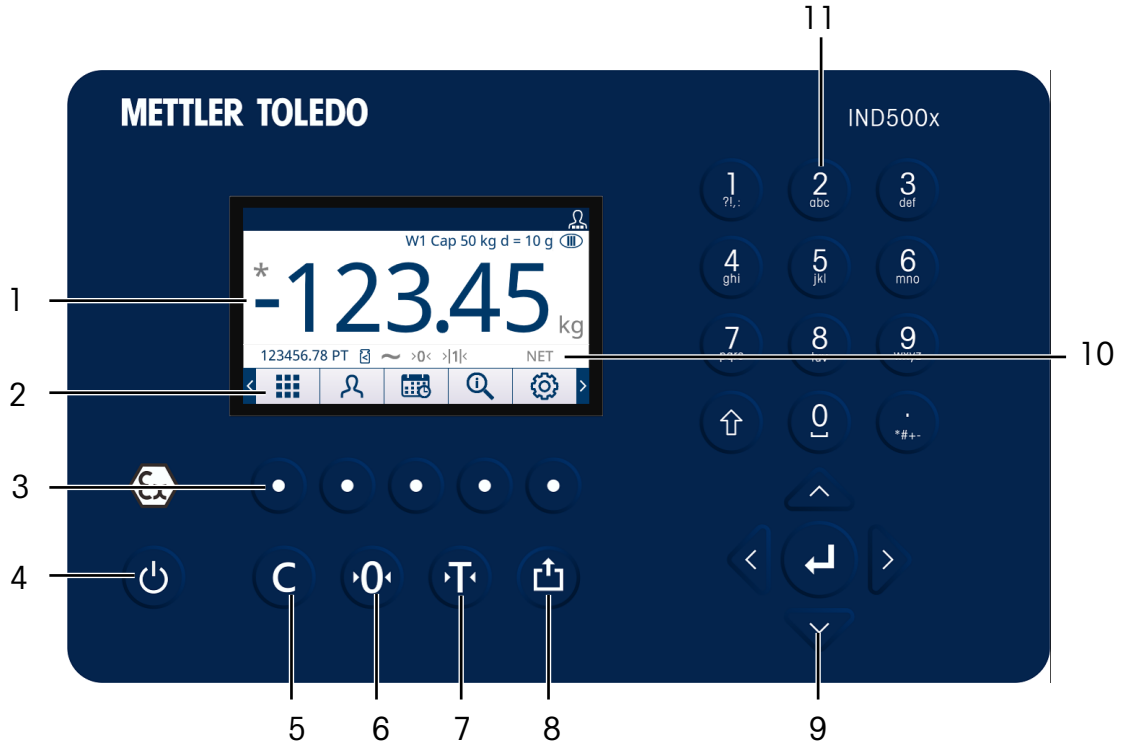 11
METTLER TOLEDO
IND500x
1 2 3
?!,: abc def
W1 Cap 50 kg d = 10 g
*-123.45 kg
4 5 6
ghi jkl mno
1
7 8 9
123456.78 PT >0< >|1|< NET
10
2
0 .
*#+-
3
Ex
4
C 0 T
5 6 7 8 9